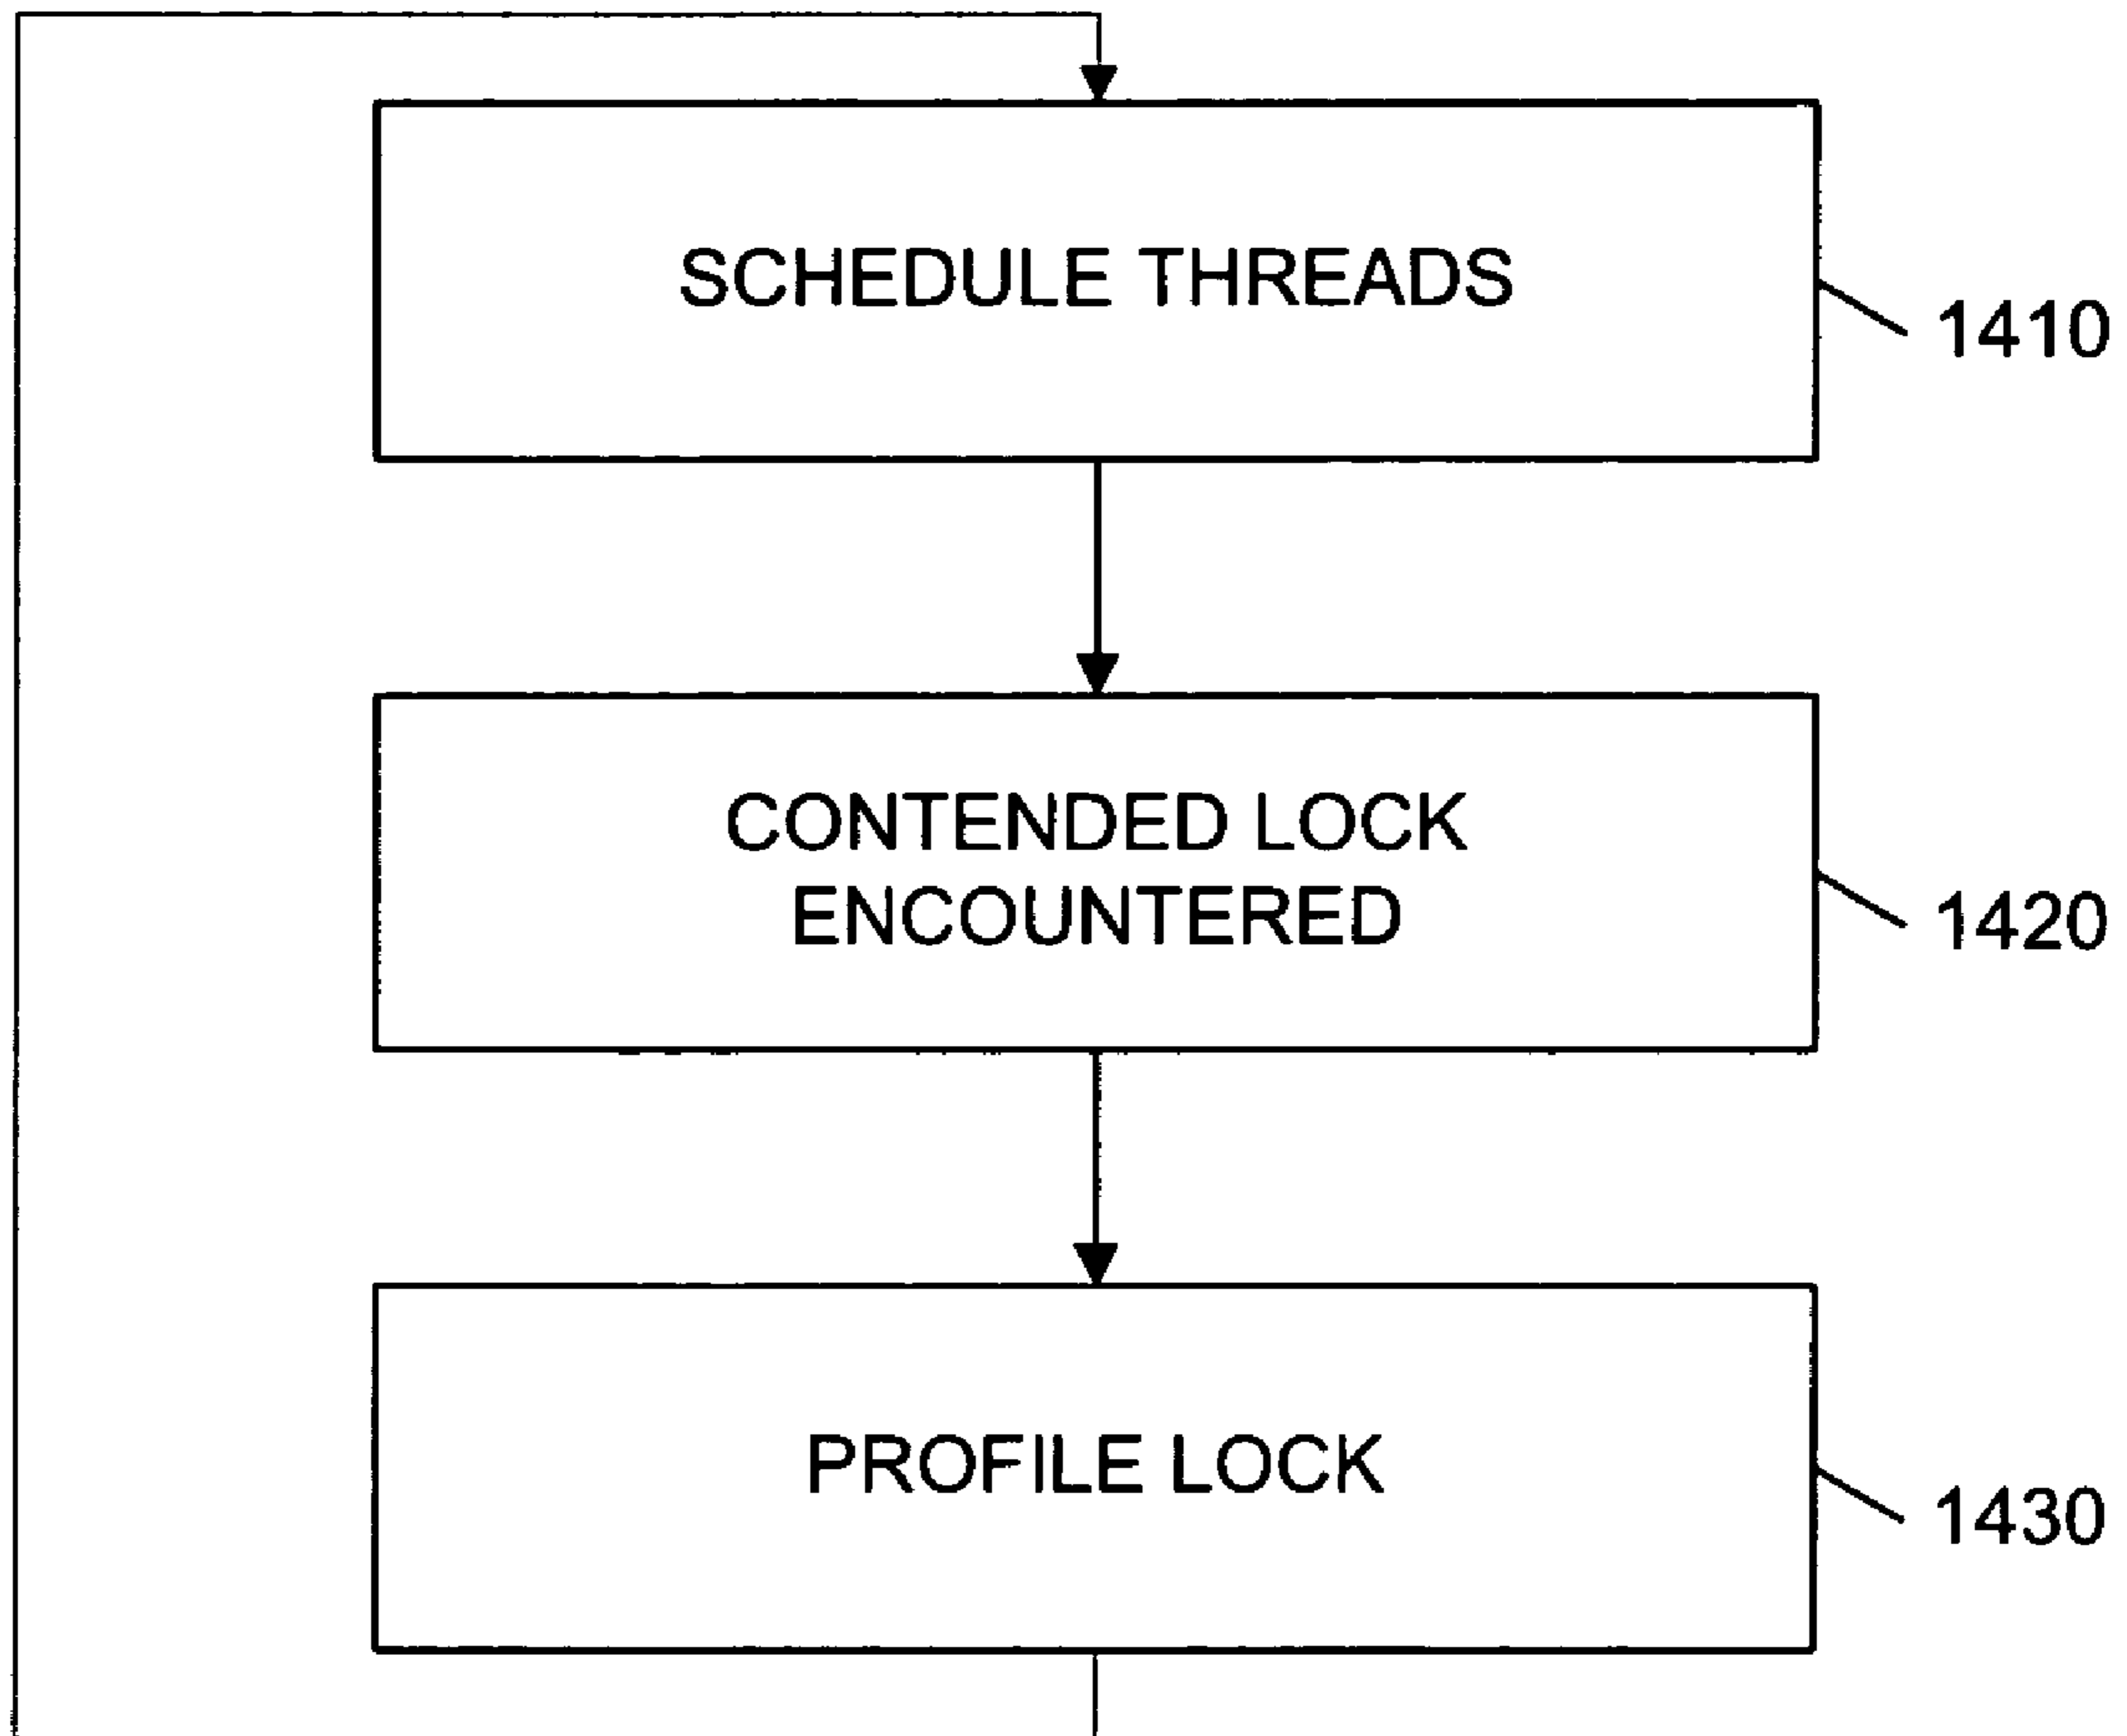 SCHEDULE THREADS
1410
CONTENDED LOCK
ENCOUNTERED
1420
PROFILE LOCK
1430